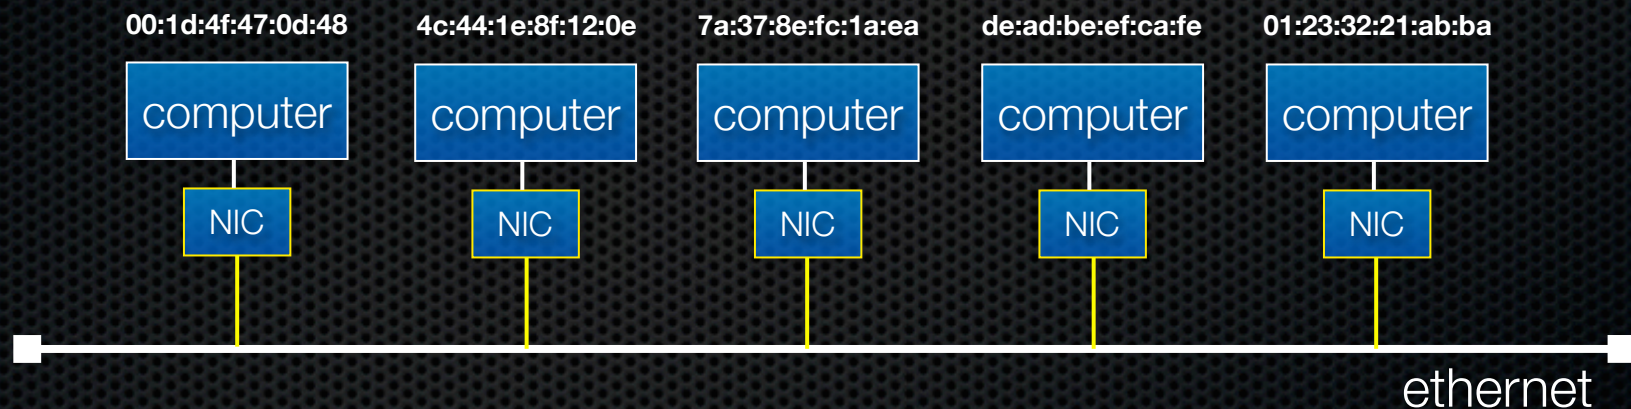 00:1d:4f:47:0d:48 4c:44:1e:8f:12:0e 7a:37:8e:fc:1a:ea de:ad:be:ef:ca:fe 01:23:32:21:ab:ba
computer computer computer computer computer
NIC NIC NIC NIC NIC
ethernet